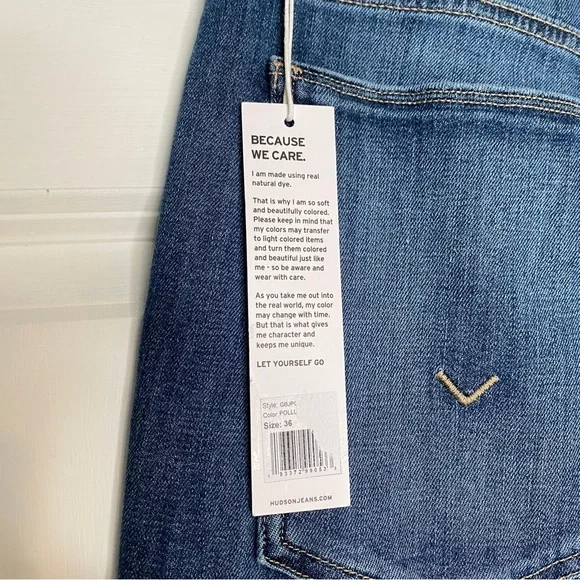 BECAUSE
WE CARE.
I am made using real
natural dye.
That is why I am so soft
and beautifully colored.
Please keep in mind that
my colors may transfer
to light colored items
and turn them colored
and beautiful just like
me - so be aware and
wear with care.
As you take me out into
the real world, my color
may change with time.
But that is what gives
me character and
keeps me unique.
LET YOURSELF GO
Style:
Color:POLLL
Size: 36
HUDSONJEANS.COM